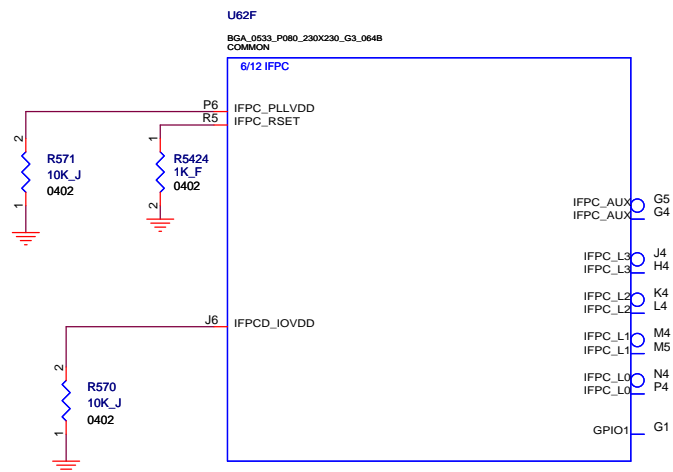 U62F
BGA_0533_P080_230X230_G3_064B
COMMON
6/12 IFPC
P6 IFPC_PLLVDD
R5 IFPC_RSET
2
1
R571
10K_J
0402
1
R5424
1K_F
0402
2
IFPC_AUX G5
IFPC_AUX G4
IFPC_L3 J4
IFPC_L3 H4
IFPC_L2 K4
IFPC_L2 L4
J6 IFPCD_IOVDD
IFPC_L1 M4
IFPC_L1 M5
2
R570
10K_J
0402
1
IFPC_L0 N4
IFPC_L0 P4
GPIO1 G1